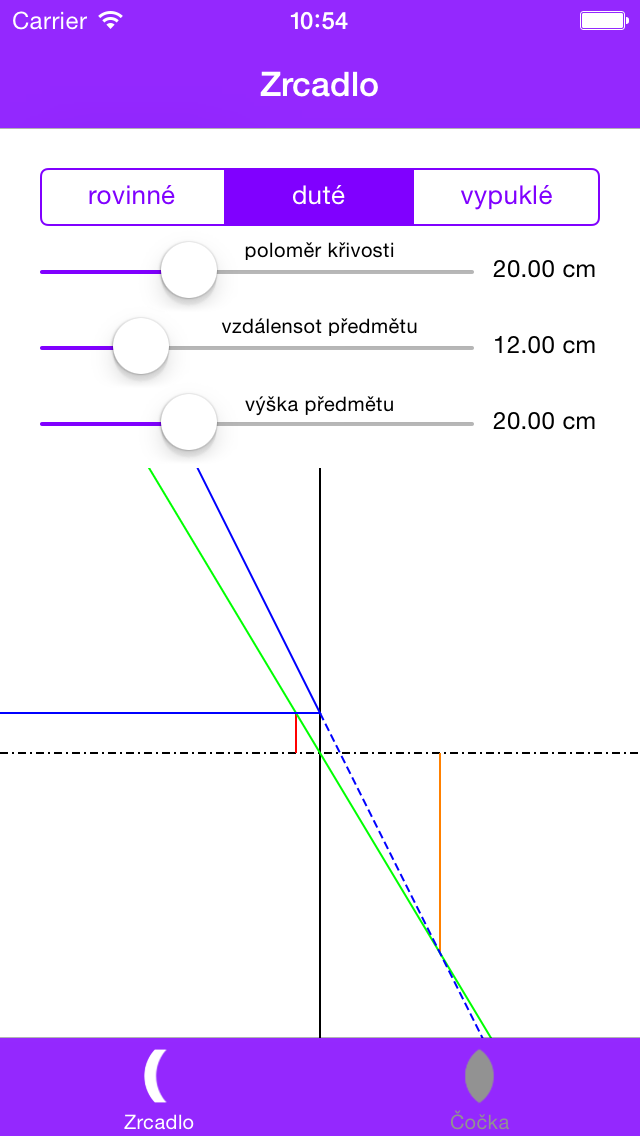 Carrier 10:54
Zrcadlo
rovinné duté vypuklé
poloměr křivosti 20.00 cm
vzdálensot předmětu 12.00 cm
výška předmětu 20.00 cm
Zrcadlo Čočka